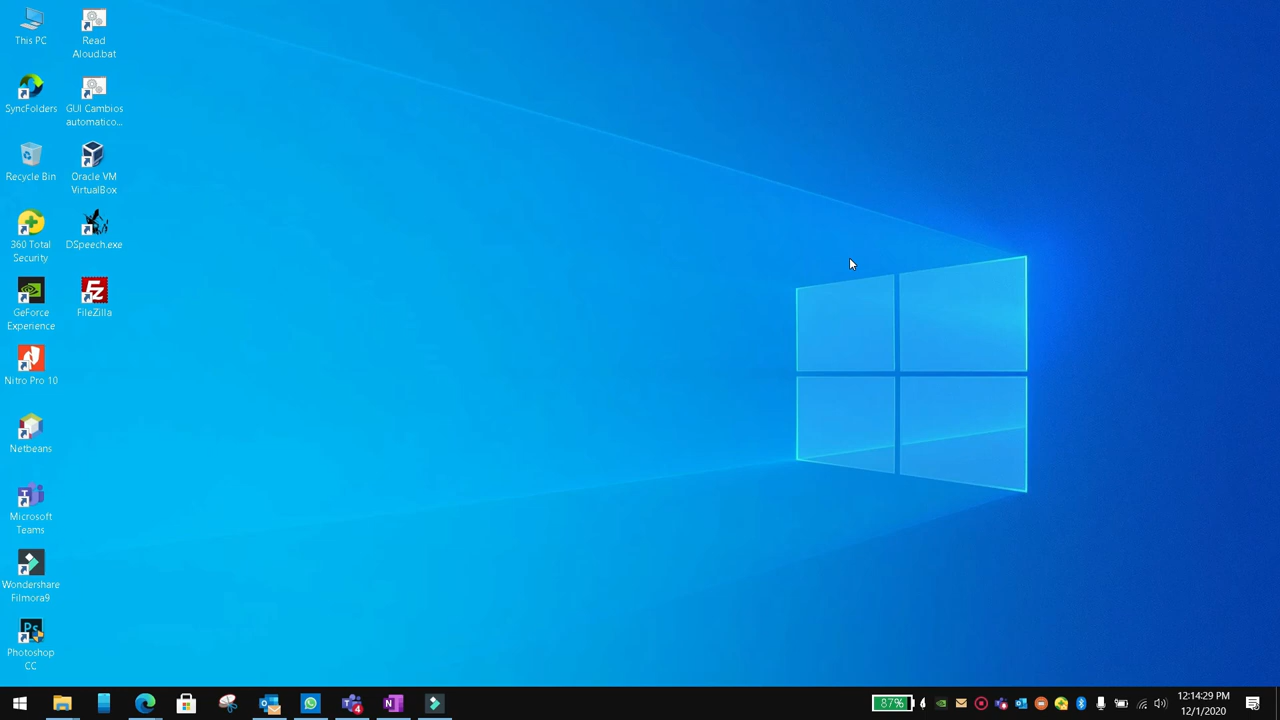 This PC
Read
Aloud.bat
SyncFolders
GUI Cambios
automatico...
Recycle Bin
Oracle VM
VirtualBox
360 Total
Security
DSpeech.exe
GeForce
Experience
FileZilla
Nitro Pro 10
Netbeans
Microsoft
Teams
Wondershare
Filmora9
Ps
Photoshop
CC
4
N
87%
12:14:29 PM
12/1/2020